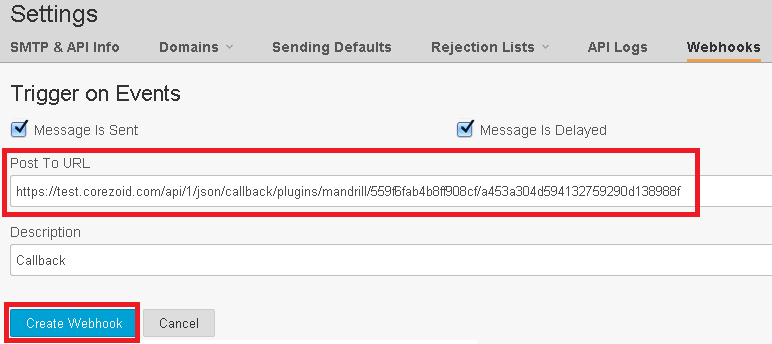 Settings
SMTP & API Info Domains Sending Defaults Rejection Lists API Logs Webhooks
Trigger on Events
Message Is Sent Message Is Delayed
Post To URL
https://test.corezoid.com/api/1/json/callback/plugins/mandrill/559f6fab4b8ff908cf/a453a304d594132759290d138988f
Description
Callback
Create Webhook Cancel